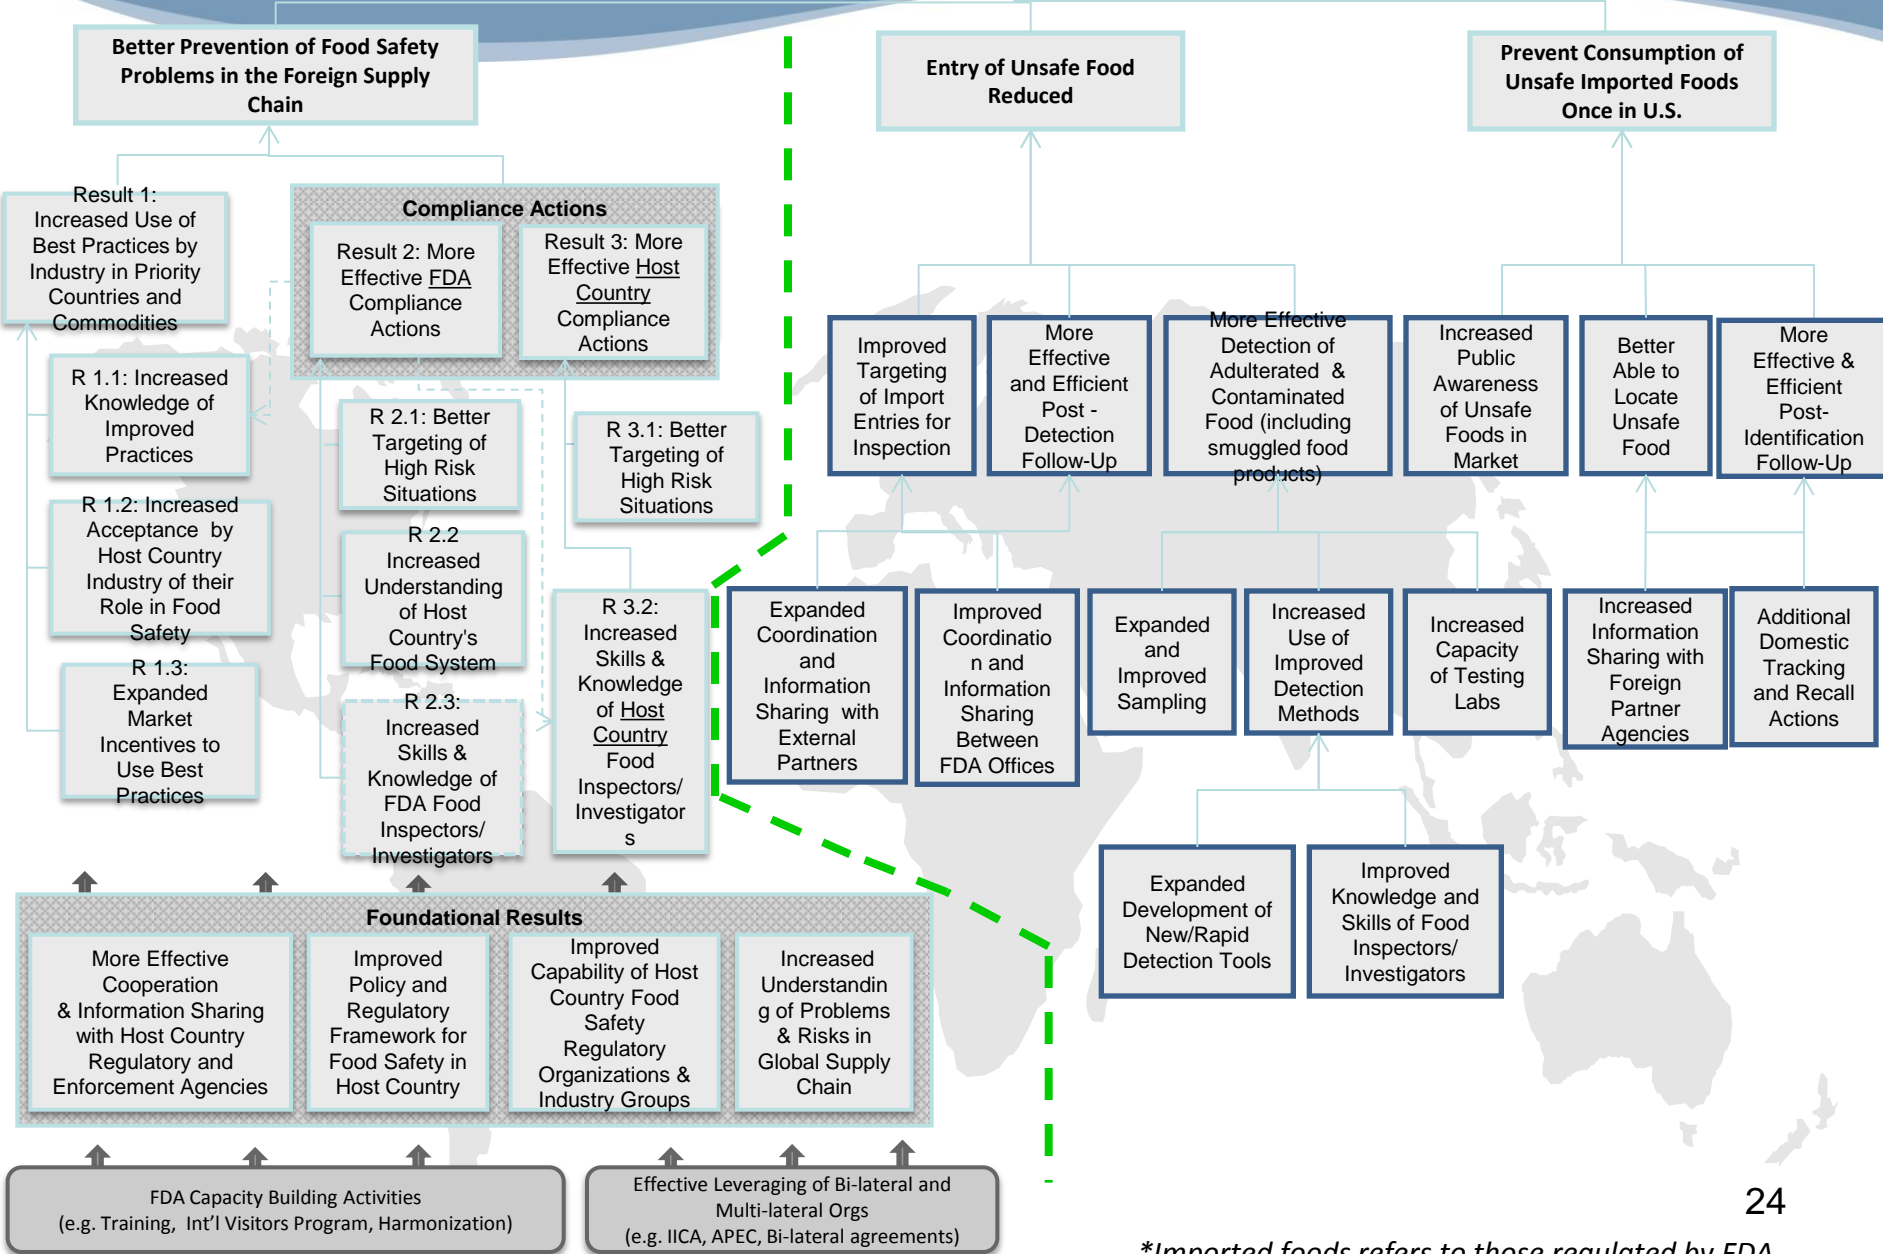 Better Prevention of Food Safety
Problems in the Foreign Supply
Chain
Entry of Unsafe Food
Reduced
Prevent Consumption of
Unsafe Imported Foods
Once in U.S.
Result 1:
Increased Use of
Best Practices by
Industry in Priority
Countries and
Commodities
Compliance Actions
Result 2: More
Effective FDA
Compliance
Actions
Result 3: More
Effective Host
Country
Compliance
Actions
R 1.1: Increased
Knowledge of
Improved
Practices
R 1.2: Increased
Acceptance by
Host Country
Industry of their
Role in Food
Safety
R 1.3:
Expanded
Market
Incentives to
Use Best
Practices
R 2.1: Better
Targeting of
High Risk
Situations
R 2.2
Increased
Understanding
of Host
Country's
Food System
R 2.3:
Increased
Skills &
Knowledge of
FDA Food
Inspectors/
Investigators
R 3.1: Better
Targeting of
High Risk
Situations
R 3.2:
Increased
Skills &
Knowledge
of Host
Country
Food
Inspectors/
Investigator
s
Improved
Targeting
of Import
Entries for
Inspection
More
Effective
and Efficient
Post -
Detection
Follow-Up
More Effective
Detection of
Adulterated &
Contaminated
Food (including
smuggled food
products)
Increased
Public
Awareness
of Unsafe
Foods in
Market
Better
Able to
Locate
Unsafe
Food
More
Effective &
Efficient
Post-
Identification
Follow-Up
Expanded
Coordination
and
Information
Sharing with
External
Partners
Improved
Coordinatio
n and
Information
Sharing
Between
FDA Offices
Expanded
and
Improved
Sampling
Increased
Use of
Improved
Detection
Methods
Increased
Capacity
of Testing
Labs
Increased
Information
Sharing with
Foreign
Partner
Agencies
Additional
Domestic
Tracking
and Recall
Actions
Expanded
Development of
New/Rapid
Detection Tools
Improved
Knowledge and
Skills of Food
Inspectors/
Investigators
Foundational Results
More Effective
Cooperation
& Information Sharing
with Host Country
Regulatory and
Enforcement Agencies
Improved
Policy and
Regulatory
Framework for
Food Safety in
Host Country
Improved
Capability of Host
Country Food
Safety
Regulatory
Organizations &
Industry Groups
Increased
Understandin
g of Problems
& Risks in
Global Supply
Chain
FDA Capacity Building Activities
(e.g. Training, Int'l Visitors Program, Harmonization)
Effective Leveraging of Bi-lateral and
Multi-lateral Orgs
(e.g. IICA, APEC, Bi-lateral agreements)
24
*Imported foods refers to those regulated by FDA